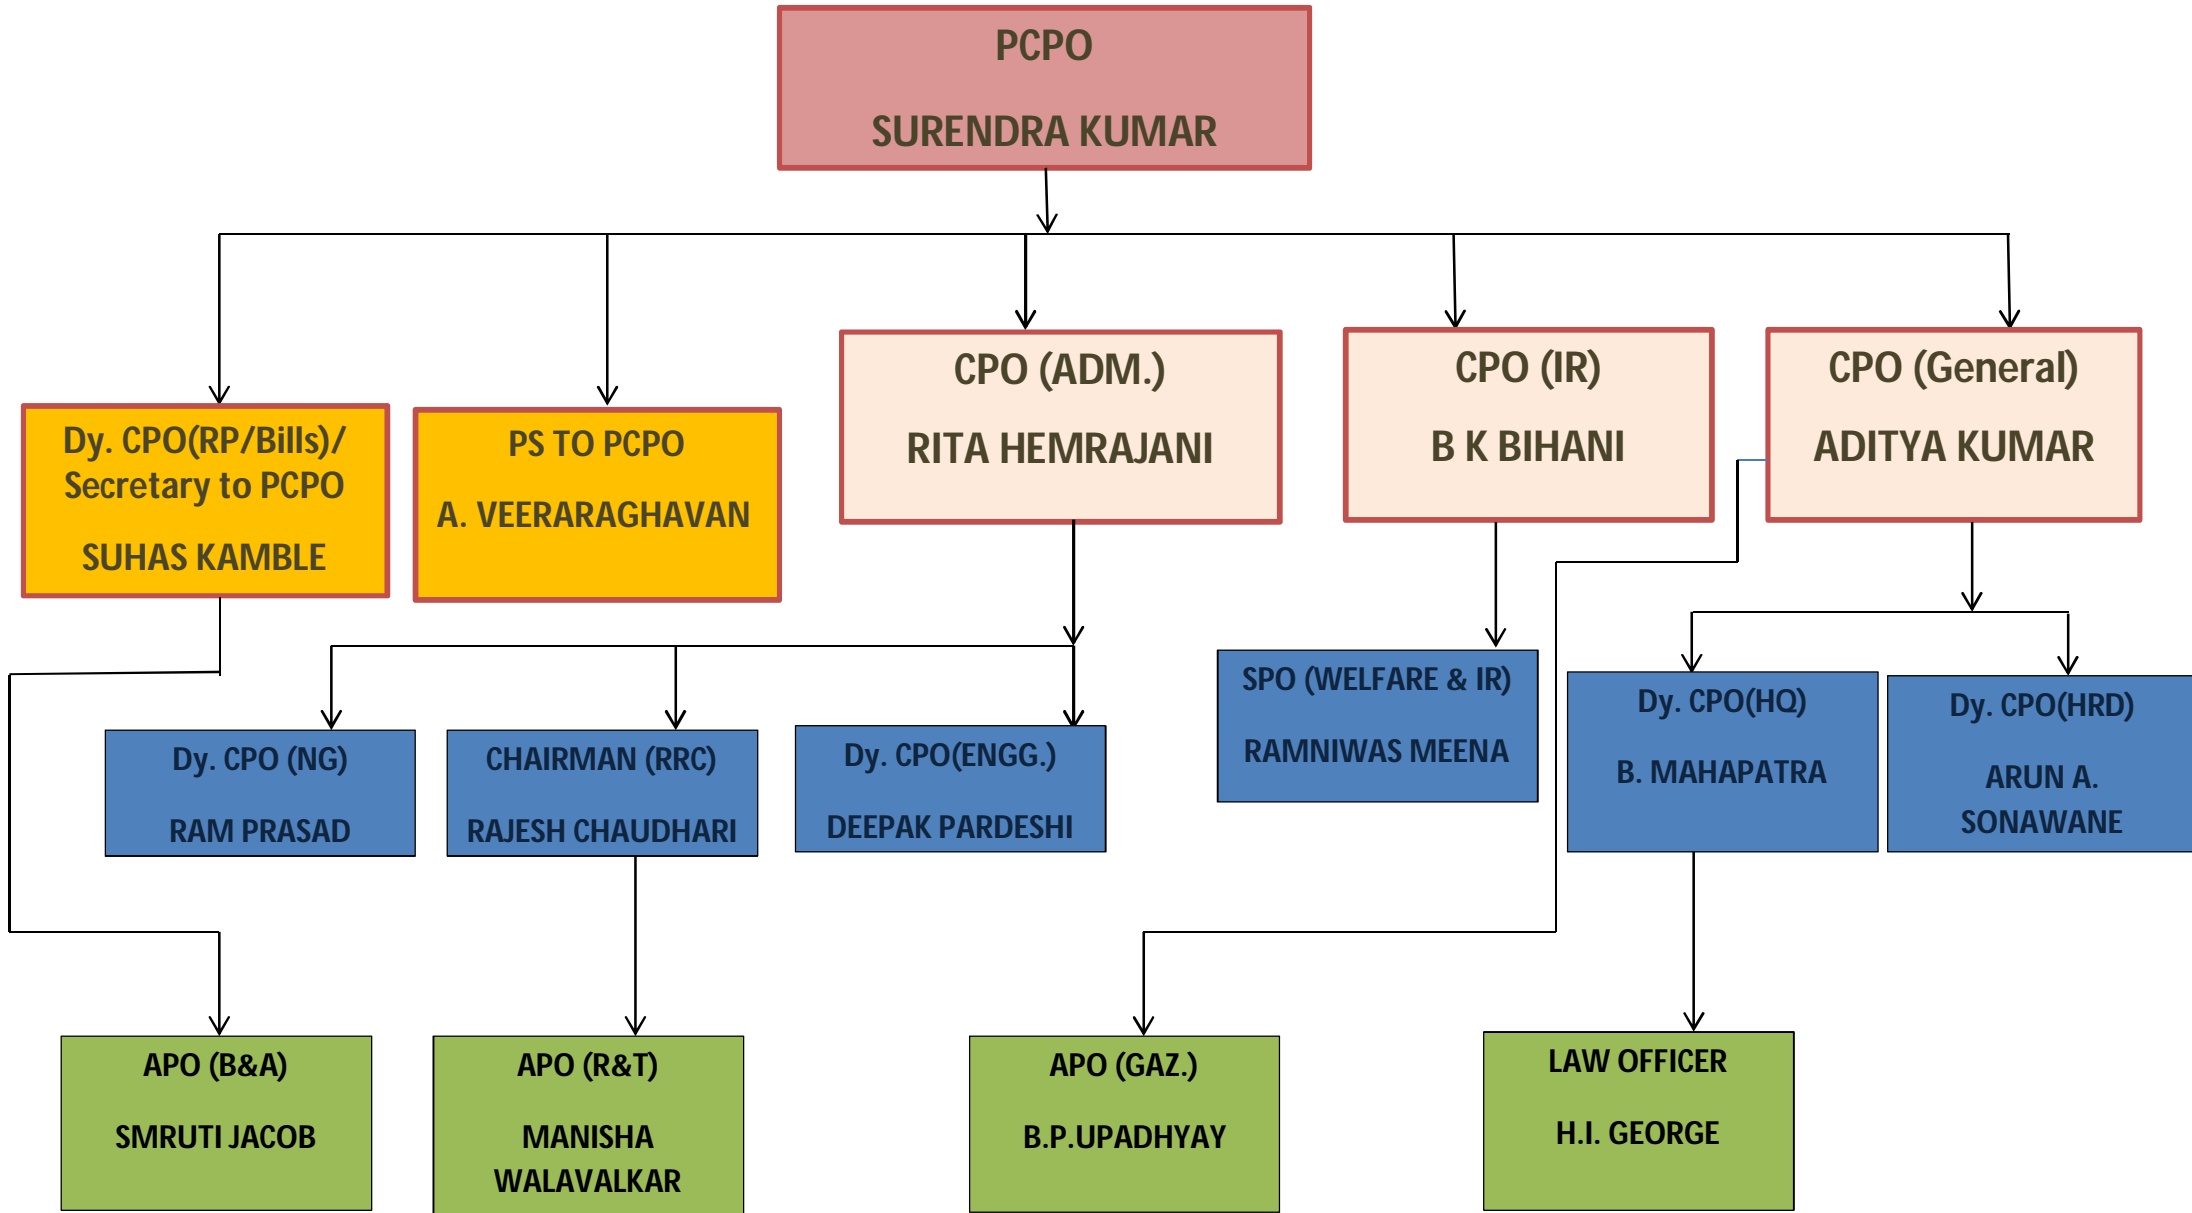 PCPO
SURENDRA KUMAR
Dy. CPO(RP/Bills)/
Secretary to PCPO
SUHAS KAMBLE
PS TO PCPO
A. VEERARAGHAVAN
CPO (ADM.)
RITA HEMRAJANI
CPO (IR)
B K BIHANI
CPO (General)
ADITYA KUMAR
Dy. CPO (NG)
RAM PRASAD
CHAIRMAN (RRC)
RAJESH CHAUDHARI
Dy. CPO(ENGG.)
DEEPAK PARDESHI
SPO (WELFARE & IR)
RAMNIWAS MEENA
Dy. CPO(HQ)
B. MAHAPATRA
Dy. CPO(HRD)
ARUN A.
SONAWANE
APO (B&A)
SMRUTI JACOB
APO (R&T)
MANISHA
WALAVALKAR
APO (GAZ.)
B.P.UPADHYAY
LAW OFFICER
H.I. GEORGE